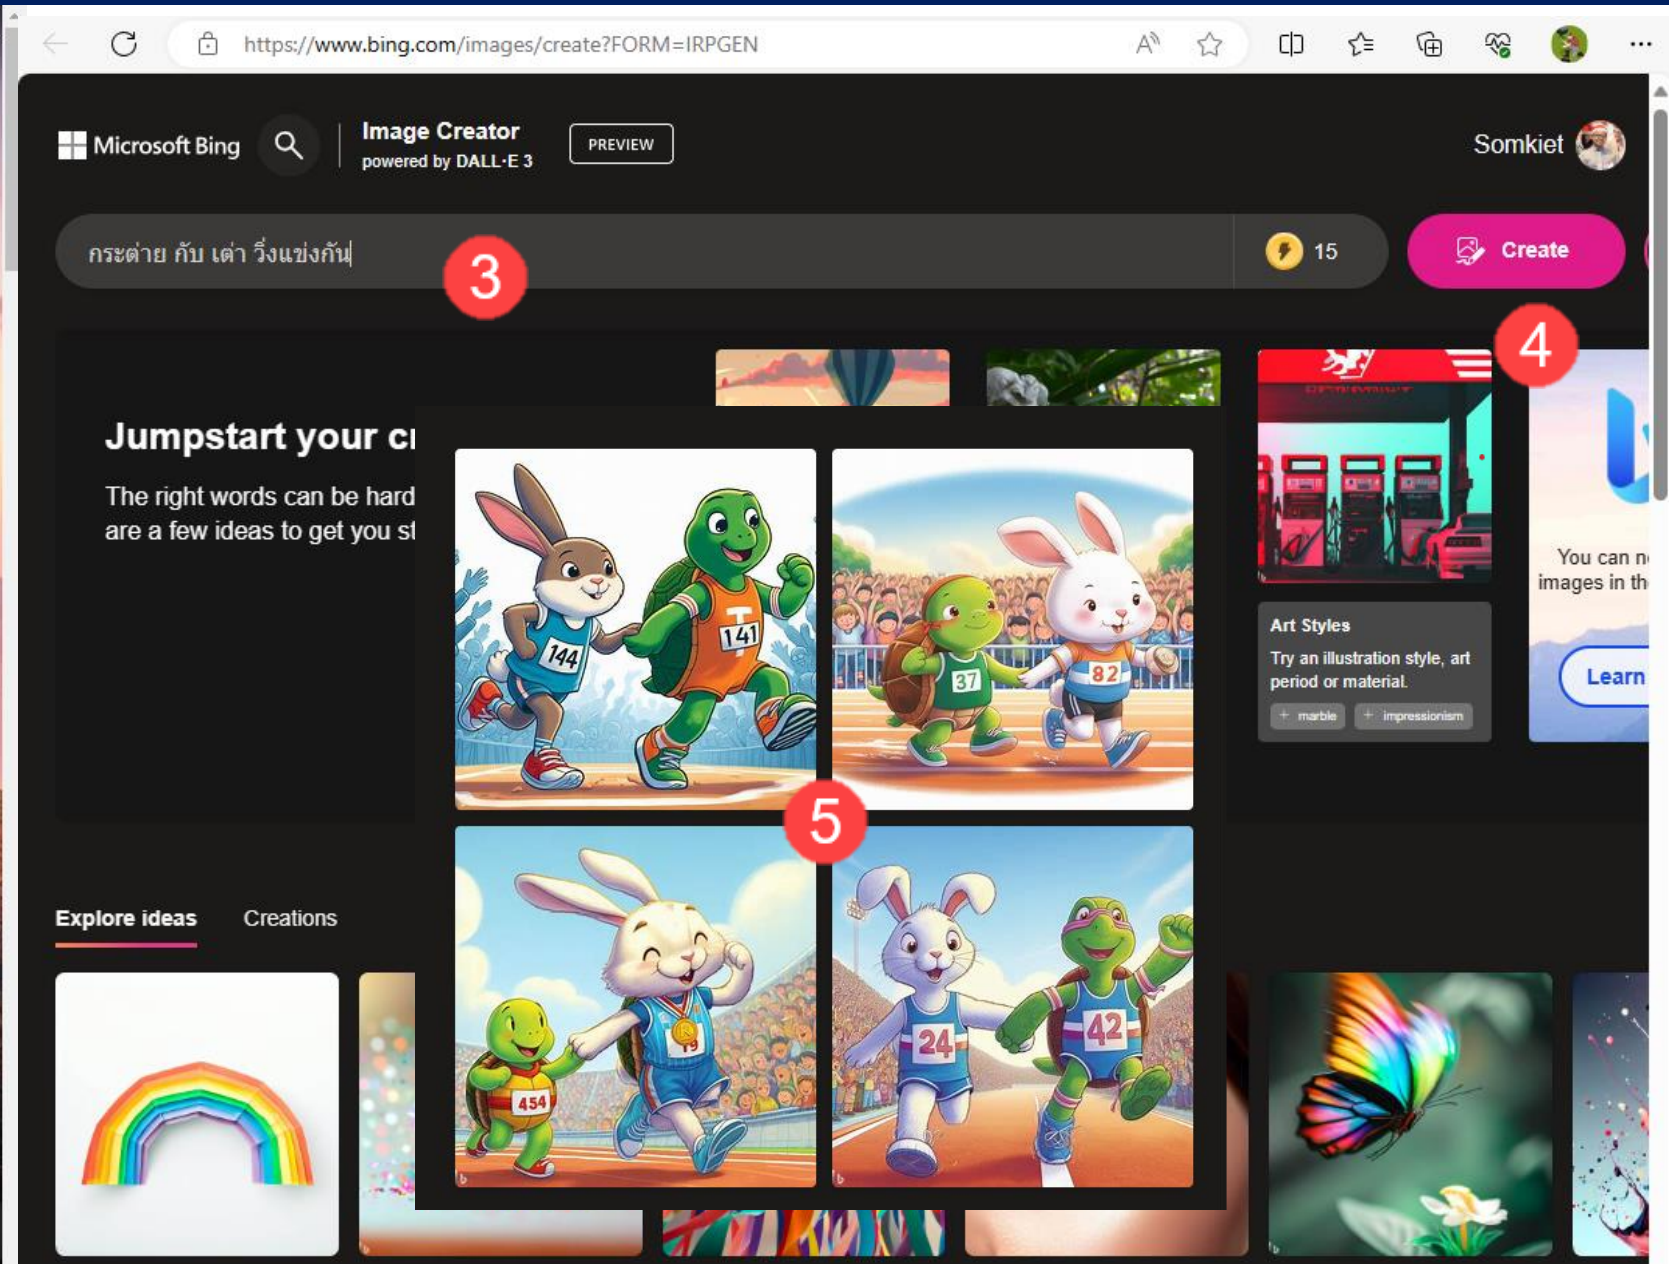 https://www.bing.com/images/create?FORM=IRPGEN
Microsoft Bing
Image Creator
powered by DALL·E 3
PREVIEW
Somkiet
กระต่าย กับ เต่า วิ่งแข่งกัน
15
Create
3
4
Jumpstart your cr
The right words can be hard
are a few ideas to get you st
144
T
141
37
82
You can n
images in th
Art Styles
Try an illustration style, art
period or material.
+ marble
+ impressionism
Learn
5
Explore ideas
Creations
454
19
24
42